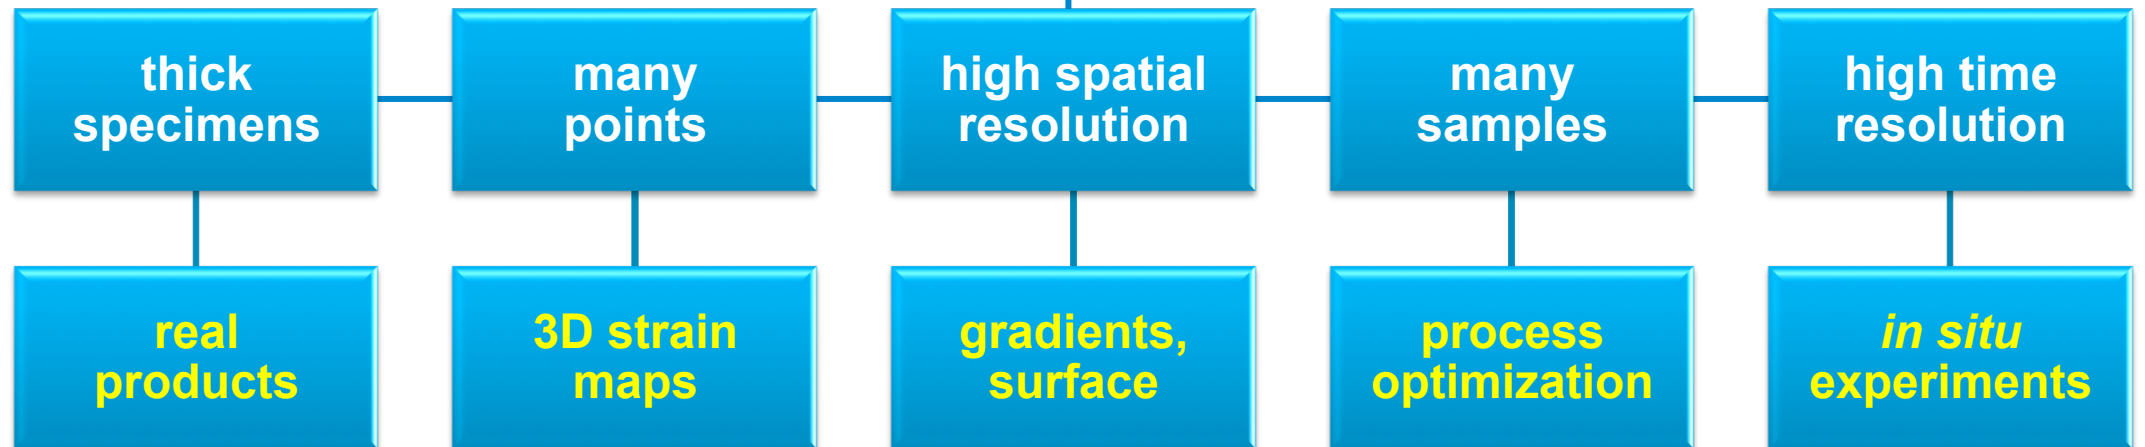 thick
specimens
many
points
high spatial
resolution
many
samples
high time
resolution
real
products
3D strain
maps
gradients,
surface
process
optimization
in situ
experiments